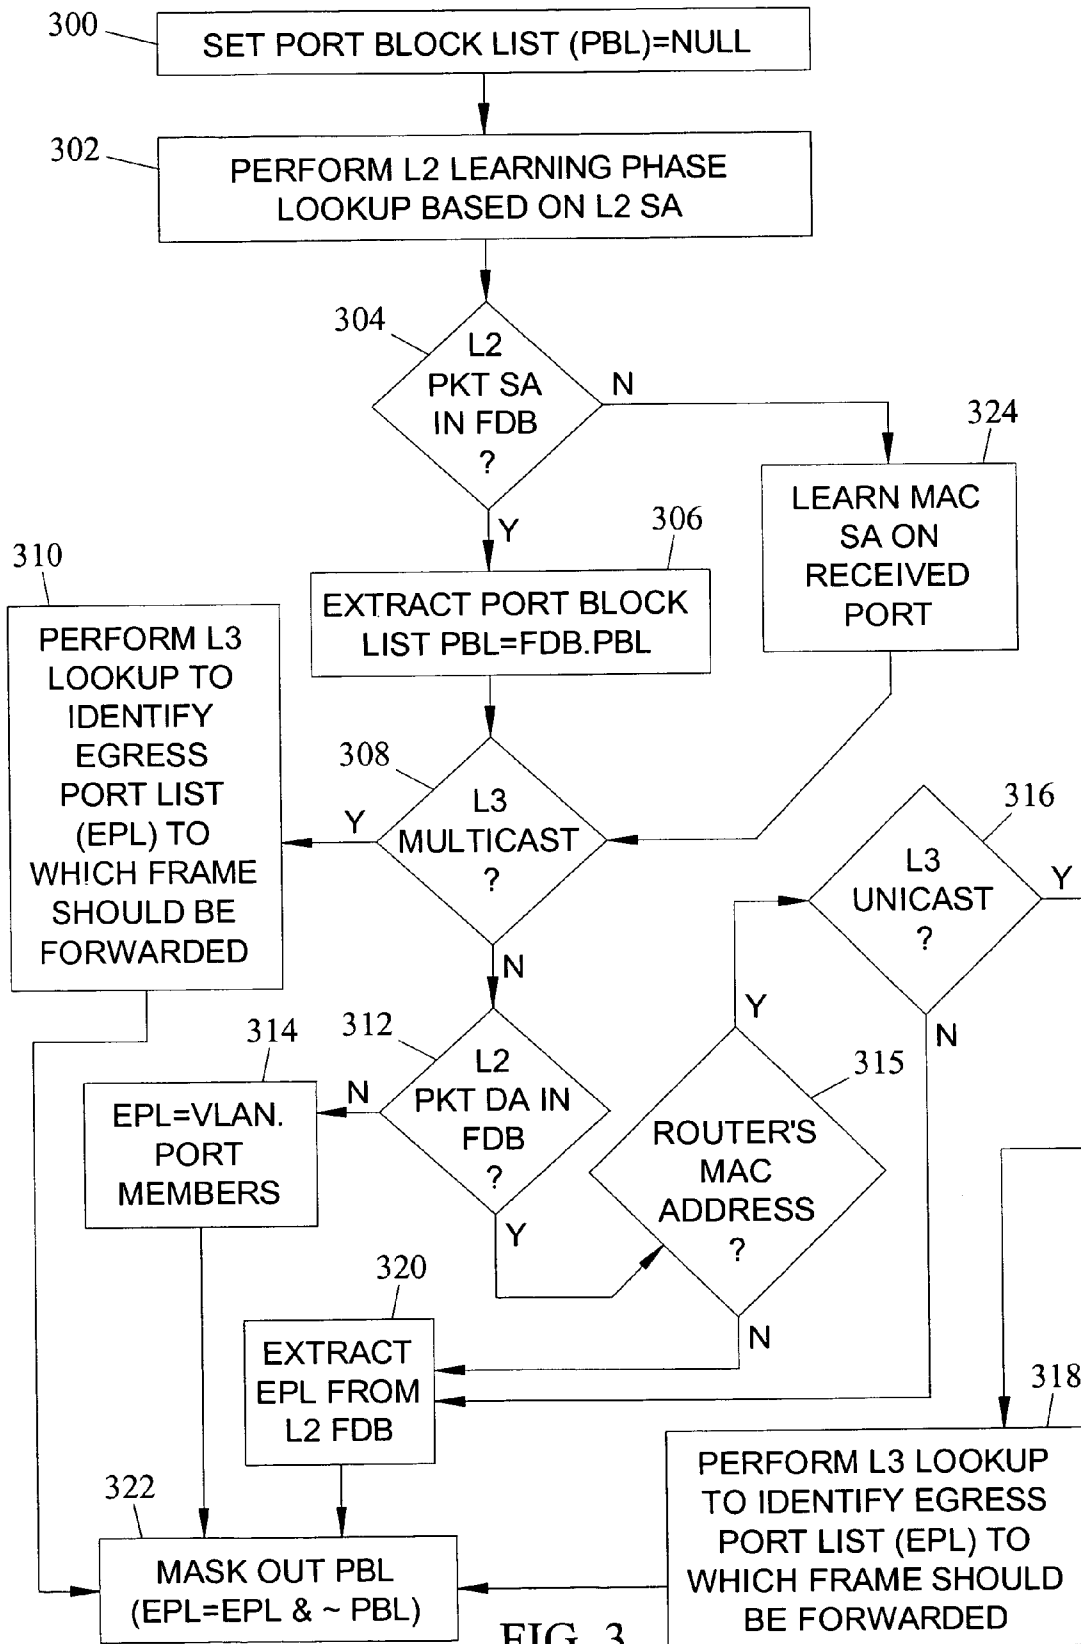 300
SET PORT BLOCK LIST (PBL)=NULL
302
PERFORM L2 LEARNING PHASE
LOOKUP BASED ON L2 SA
304
L2
PKT SA
IN FDB
?
N
Y
324
LEARN MAC
SA ON
RECEIVED
PORT
306
EXTRACT PORT BLOCK
LIST PBL=FDB.PBL
310
PERFORM L3
LOOKUP TO
IDENTIFY
EGRESS
PORT LIST
(EPL) TO
WHICH FRAME
SHOULD BE
FORWARDED
308
L3
MULTICAST
?
Y
N
316
L3
UNICAST
?
Y
N
312
L2
PKT DA IN
FDB
?
N
Y
314
EPL=VLAN.
PORT
MEMBERS
315
ROUTER'S
MAC
ADDRESS
?
Y
N
320
EXTRACT
EPL FROM
L2 FDB
318
PERFORM L3 LOOKUP
TO IDENTIFY EGRESS
PORT LIST (EPL) TO
WHICH FRAME SHOULD
BE FORWARDED
322
MASK OUT PBL
(EPL=EPL & ~ PBL)
FIG. 3